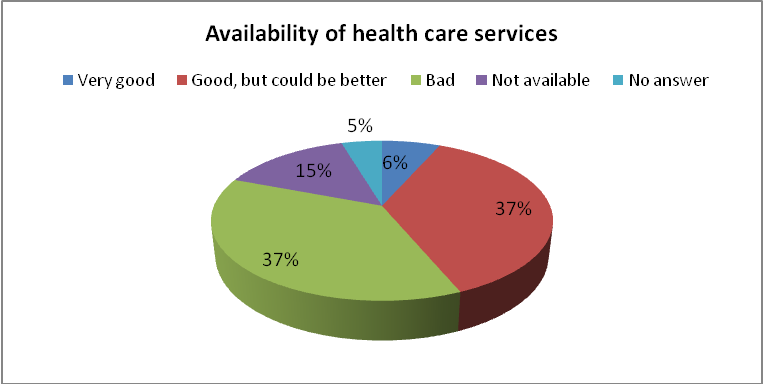 Availability of health care services
Very good Good, but could be better Bad Not available No answer
5%
6%
15%
37%
37%